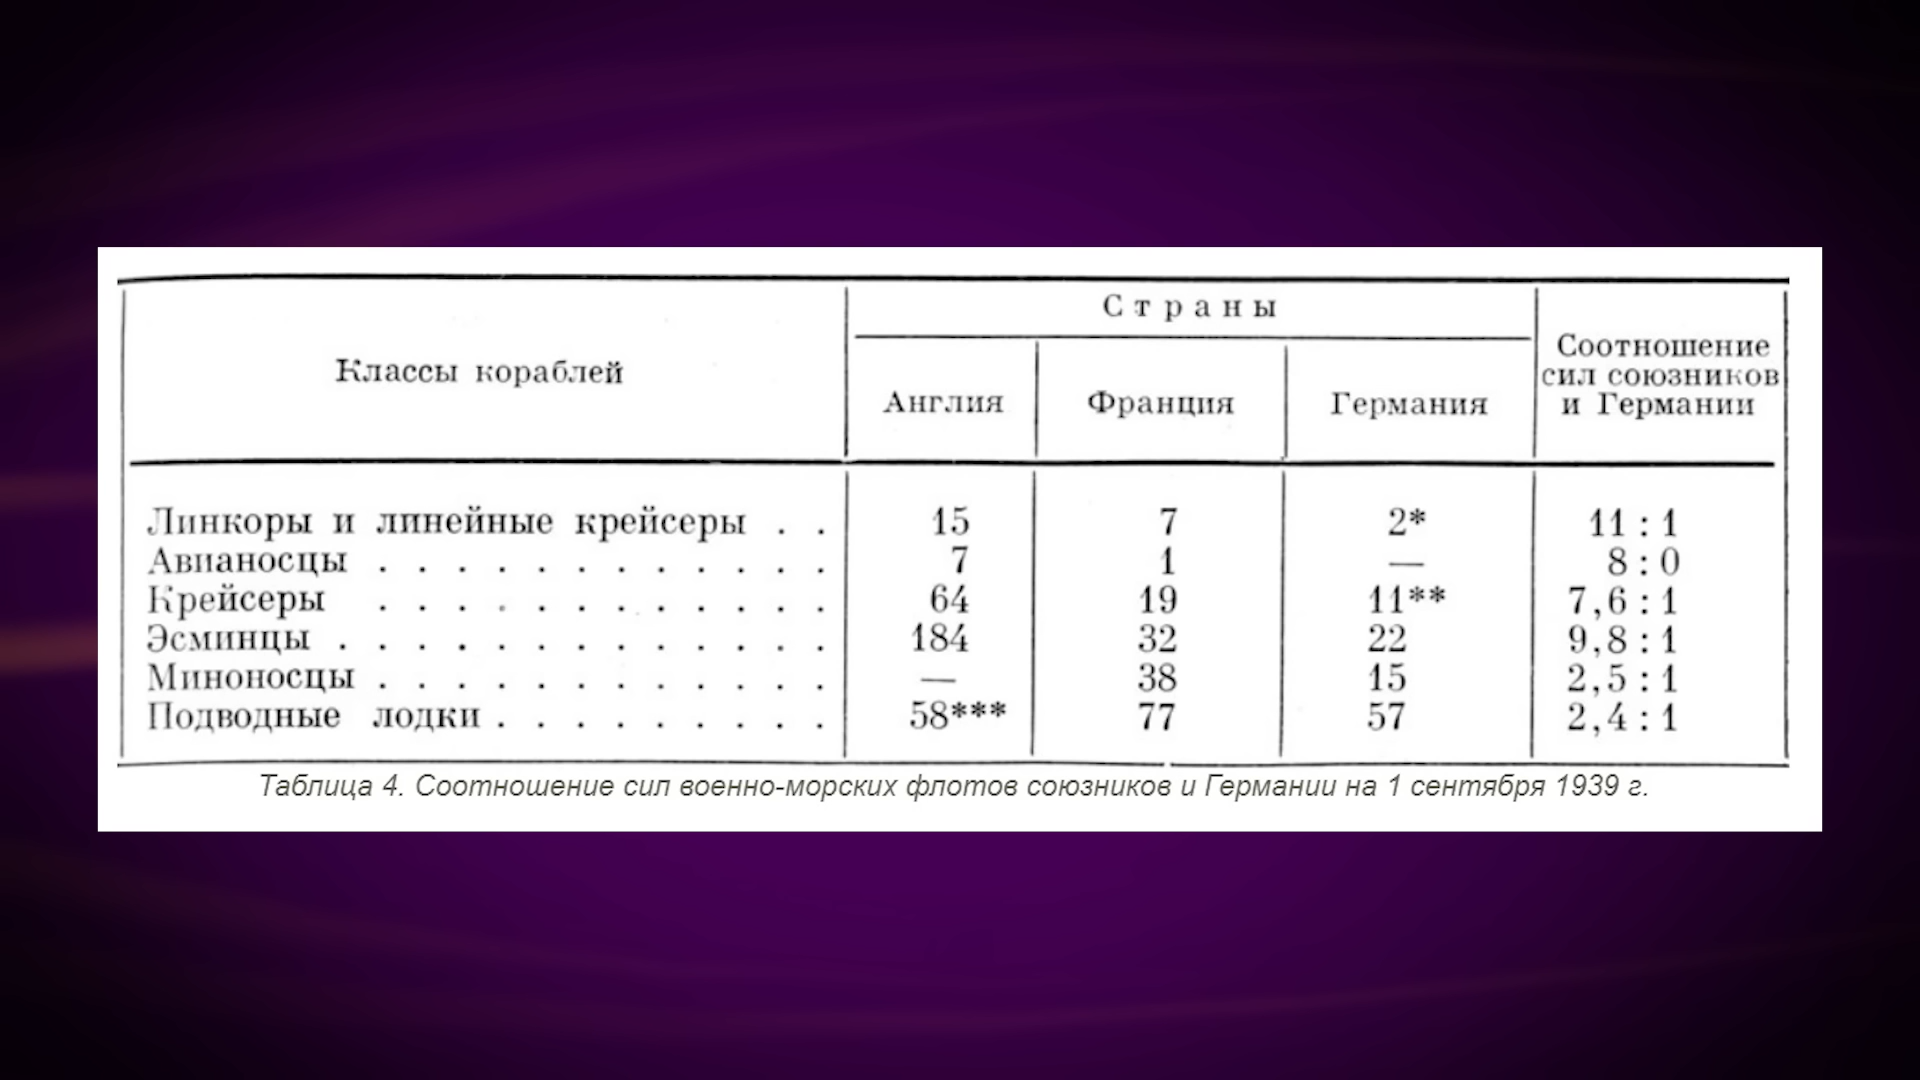 Страны
Классы кораблей
Англия
Франция
Германия
Соотношение
сил союзников
и Германии
Линкоры и линейные крейсеры . . 15 7 2* 11 : 1
Авианосцы . . . . . . . . . . . . 7 1 — 8 : 0
Крейсеры . . . . . . . . . . . . 64 19 11** 7,6 : 1
Эсминцы . . . . . . . . . . . . . 184 32 22 9,8 : 1
Миноносцы . . . . . . . . . . . . — 38 15 2,5 : 1
Подводные лодки . . . . . . . . . 58*** 77 57 2,4 : 1
Таблица 4. Соотношение сил военно-морских флотов союзников и Германии на 1 сентября 1939 г.